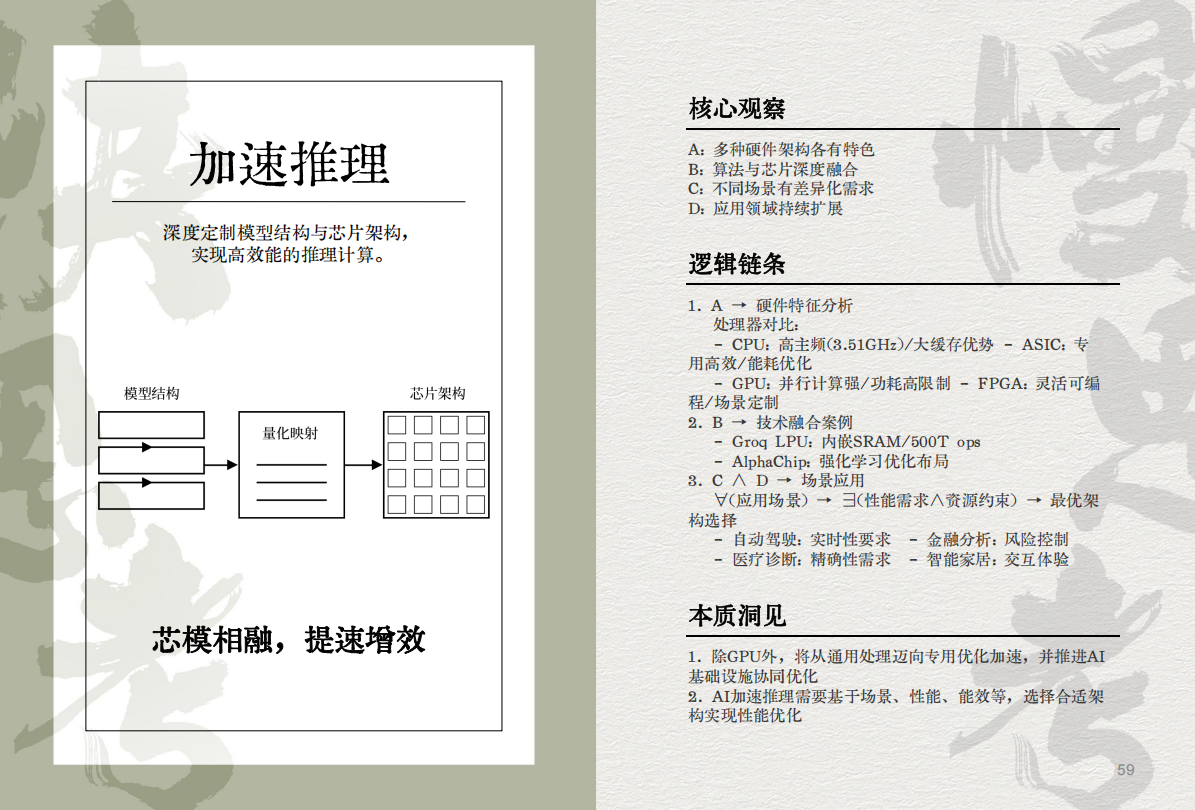 加速推理
深度定制模型结构与芯片架构，
实现高效能的推理计算。
模型结构
量化映射
芯片架构
芯模相融，提速增效
核心观察
A：多种硬件架构各有特色
B：算法与芯片深度融合
C：不同场景有差异化需求
D：应用领域持续扩展
逻辑链条
1. A → 硬件特征分析
处理器对比：
- CPU：高主频(3.51GHz)/大缓存优势 - ASIC：专
用高效/能耗优化
- GPU：并行计算强/功耗高限制 - FPGA：灵活可编
程/场景定制
2. B → 技术融合案例
- Groq LPU：内嵌SRAM/500T ops
- AlphaChip：强化学习优化布局
3. C ∧ D → 场景应用
∀(应用场景) → ∃(性能需求∧资源约束) → 最优架
构选择
- 自动驾驶：实时性要求 - 金融分析：风险控制
- 医疗诊断：精确性需求 - 智能家居：交互体验
本质洞见
1. 除GPU外，将从通用处理迈向专用优化加速，并推进AI
基础设施协同优化
2. AI加速推理需要基于场景、性能、能效等，选择合适架
构实现性能优化
59
慢思考